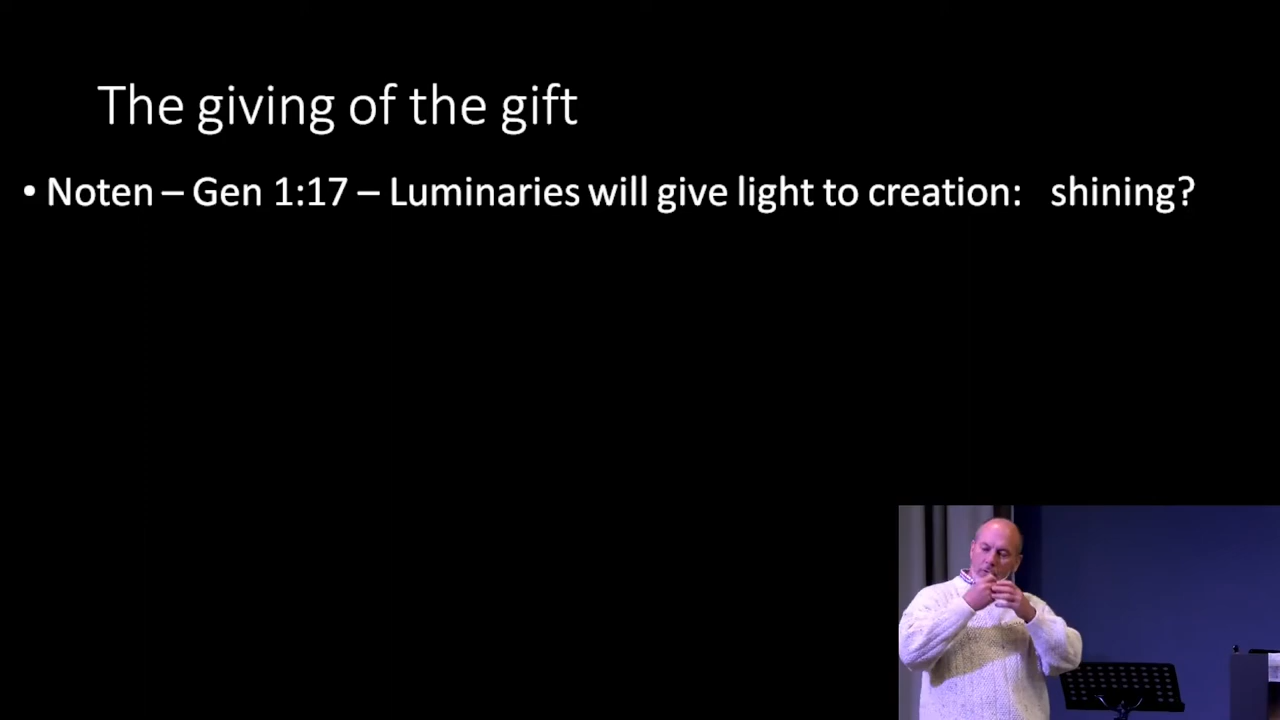 The giving of the gift
• Noten – Gen 1:17 – Luminaries will give light to creation:   shining?